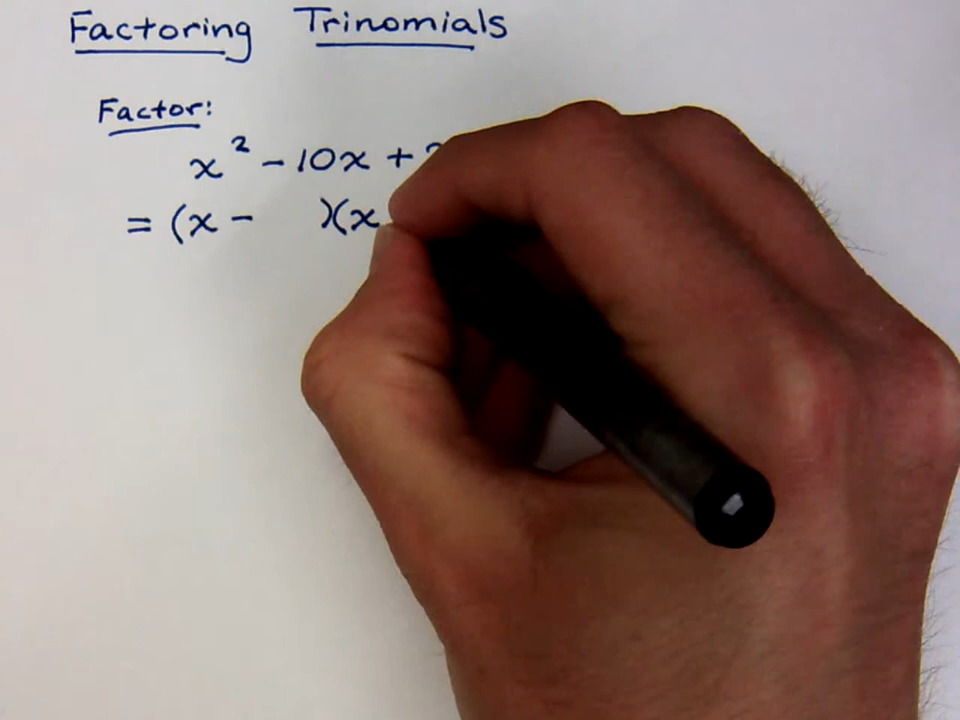 Factoring Trinomials
Factor:
x² - 10x +
= (x -    )(x